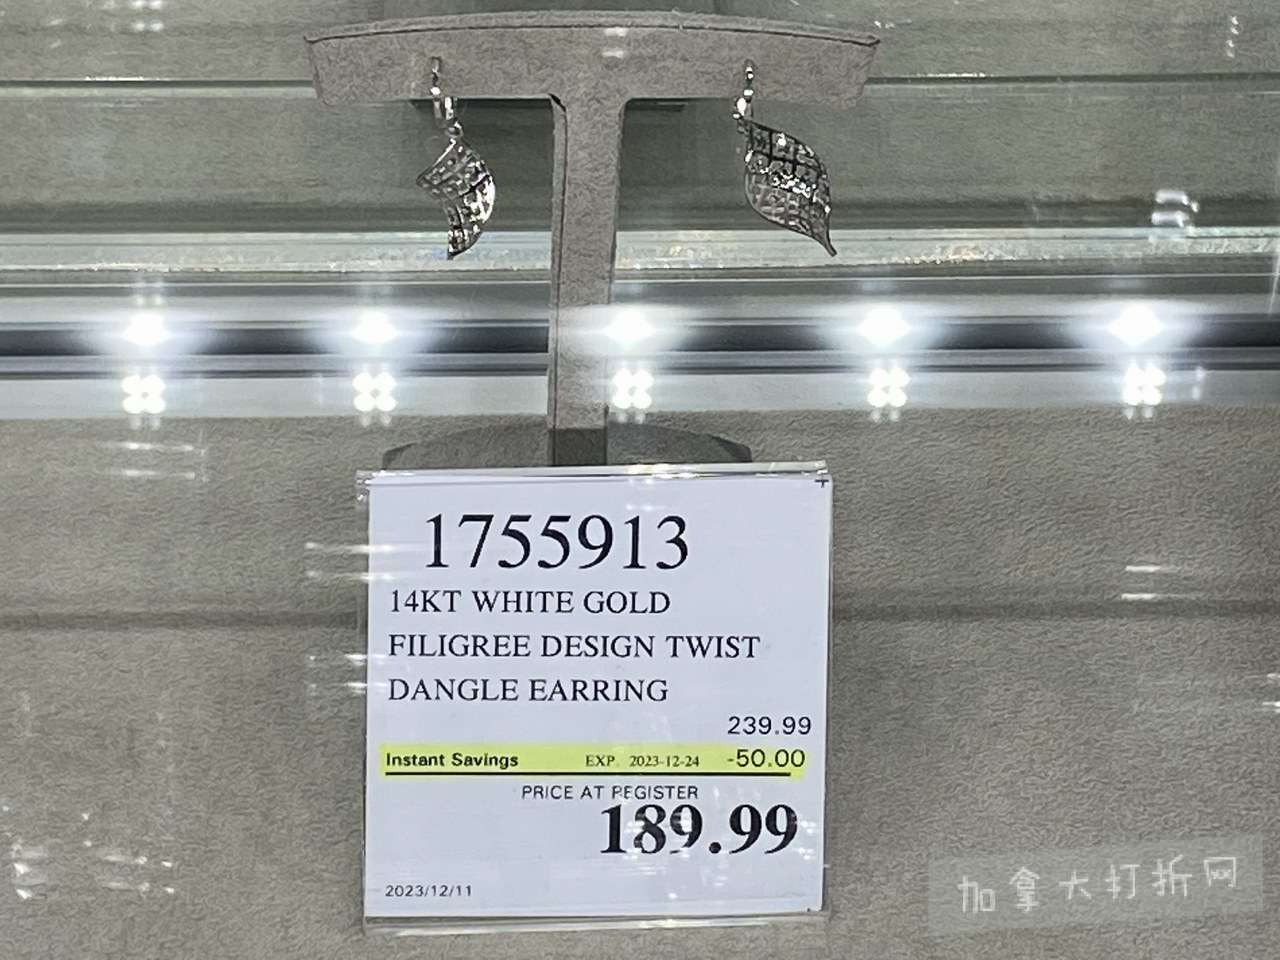 1755913
14KT WHITE GOLD
FILIGREE DESIGN TWIST
DANGLE EARRING
239.99
Instant Savings EXP. 2023-12-24 -50.00
PRICE AT REGISTER
189.99
2023/12/11
加拿大打折网